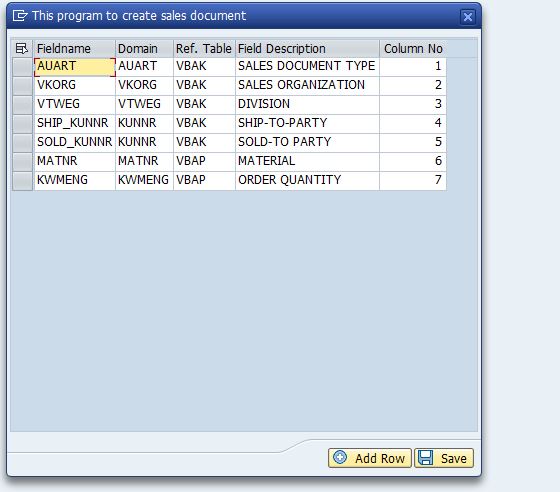 This program to create sales document
Fieldname Domain Ref. Table Field Description Column No
AUART AUART VBAK SALES DOCUMENT TYPE 1
VKORG VKORG VBAK SALES ORGANIZATION 2
VTWEG VTWEG VBAK DIVISION 3
SHIP_KUNNR KUNNR VBAK SHIP-TO-PARTY 4
SOLD_KUNNR KUNNR VBAK SOLD-TO PARTY 5
MATNR MATNR VBAP MATERIAL 6
KWMENG KWMENG VBAP ORDER QUANTITY 7
Add Row Save